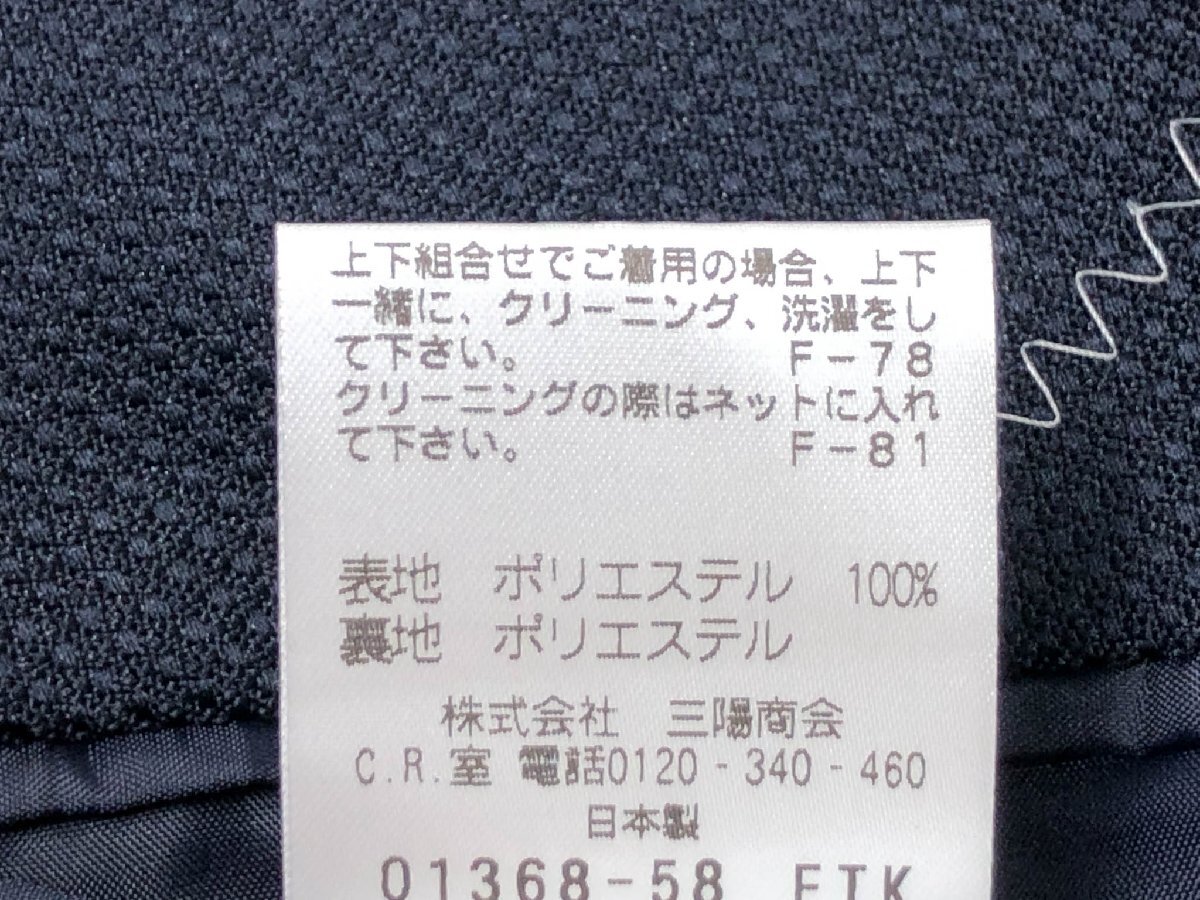 上下組合せでご着用の場合、上下
一緒に、クリーニング、洗濯をし
て下さい。 F-78
クリーニングの際はネットに入れ
て下さい。 F-81
表地 ポリエステル 100%
裏地 ポリエステル
株式会社 三陽商会
C.R.室 電話0120-340-460
日本製
01368-58 FTK